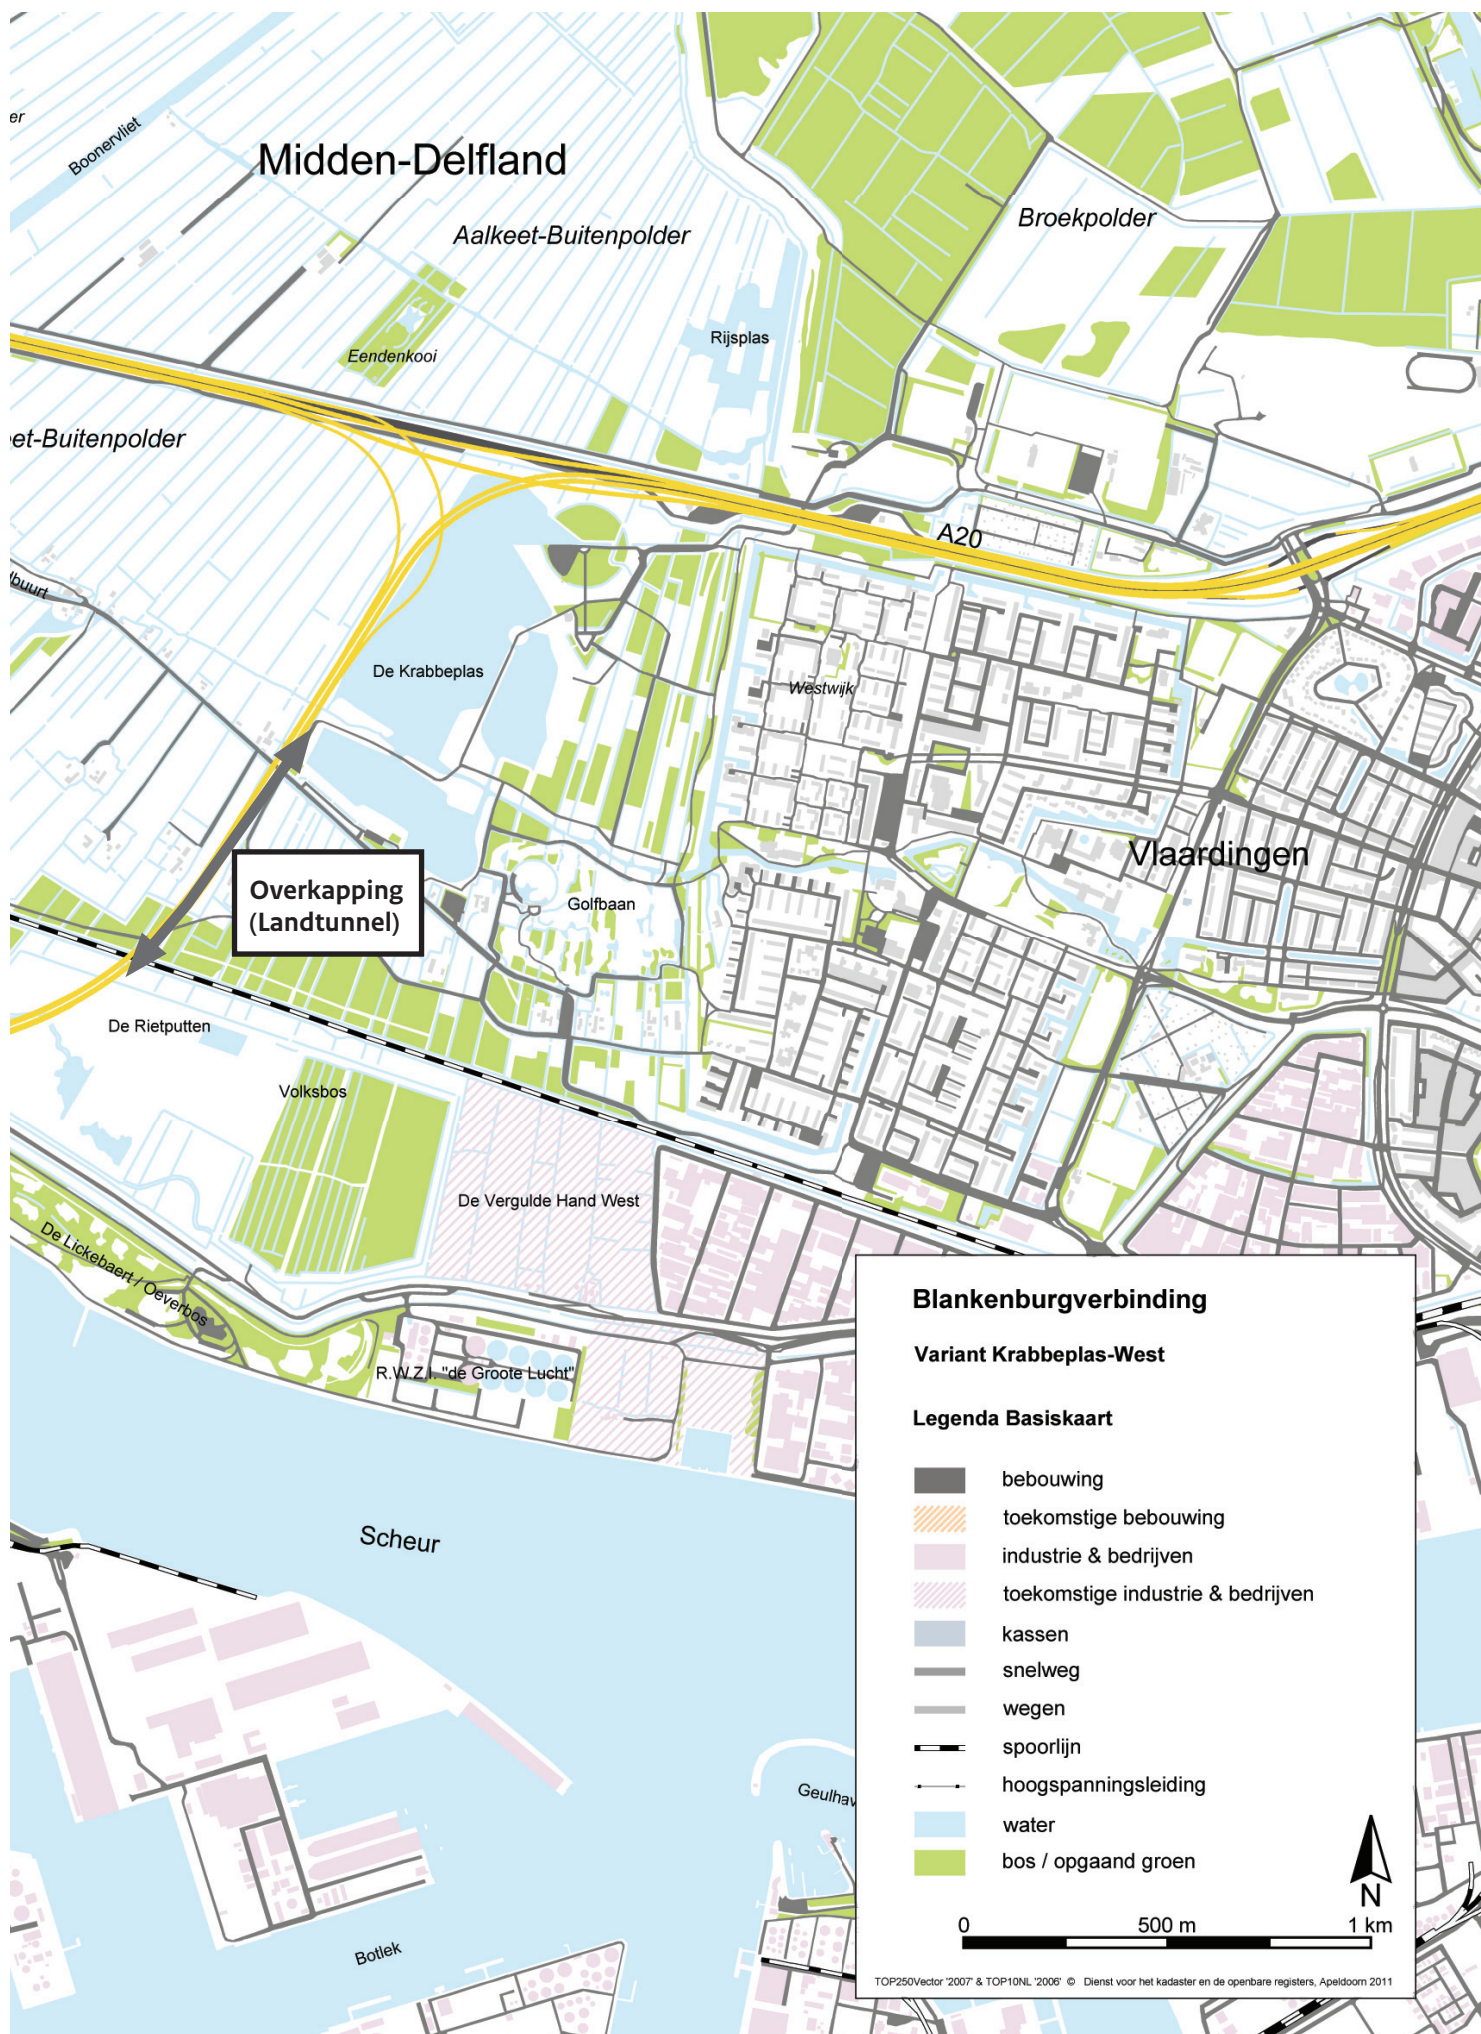 er
Boonervliet
Midden-Delfland
Aalkeet-Buitenpolder
Broekpolder
Rijsplas
Eendenkooi
et-Buitenpolder
A20
lbuurt
De Krabbeplas
Westwijk
Vlaardingen
Overkapping
(Landtunnel)
Golfbaan
De Rietputten
Volksbos
De Vergulde Hand West
De Lickebaert / Oeverbos
R.W.Z.I. "de Groote Lucht"
Scheur
Geulhav
Botlek
Blankenburgverbinding
Variant Krabbeplas-West
Legenda Basiskaart
bebouwing
toekomstige bebouwing
industrie & bedrijven
toekomstige industrie & bedrijven
kassen
snelweg
wegen
spoorlijn
hoogspanningsleiding
water
bos / opgaand groen
N
0 500 m 1 km
TOP250Vector '2007' & TOP10NL '2006' © Dienst voor het kadaster en de openbare registers, Apeldoorn 2011